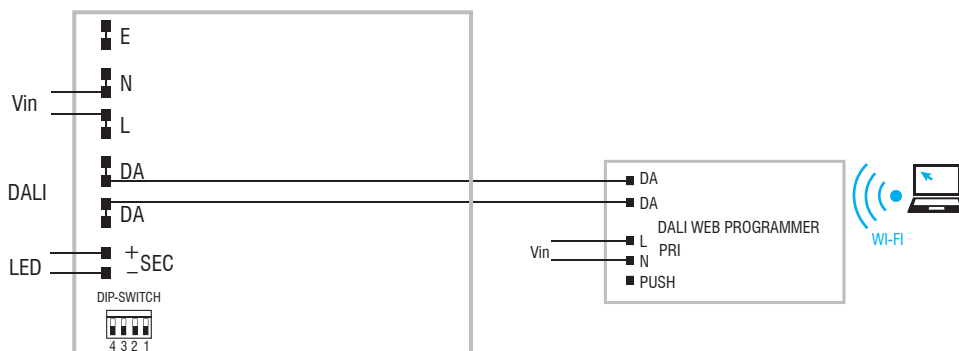 E
N
Vin
L
DA
DALI
DA
+
LED
– SEC
DIP-SWITCH
4 3 2 1
DA
DA
DALI WEB PROGRAMMER
PRI
Vin
L
N
PUSH
WI-FI